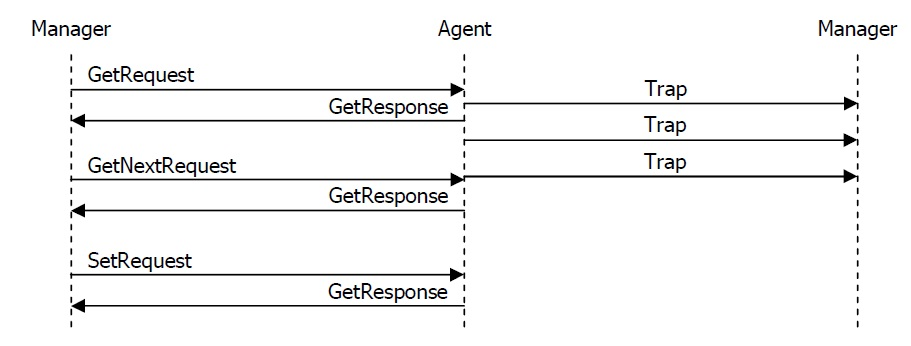 Manager
Agent
Manager
GetRequest
Trap
GetResponse
Trap
GetNextRequest
Trap
GetResponse
SetRequest
GetResponse